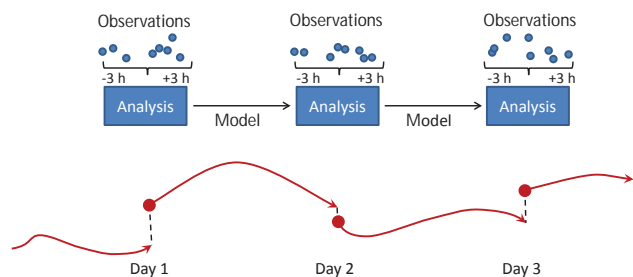 Observations Observations Observations
-3 h +3 h -3 h +3 h -3 h +3 h
Analysis Analysis Analysis
Model Model
Day 1 Day 2 Day 3